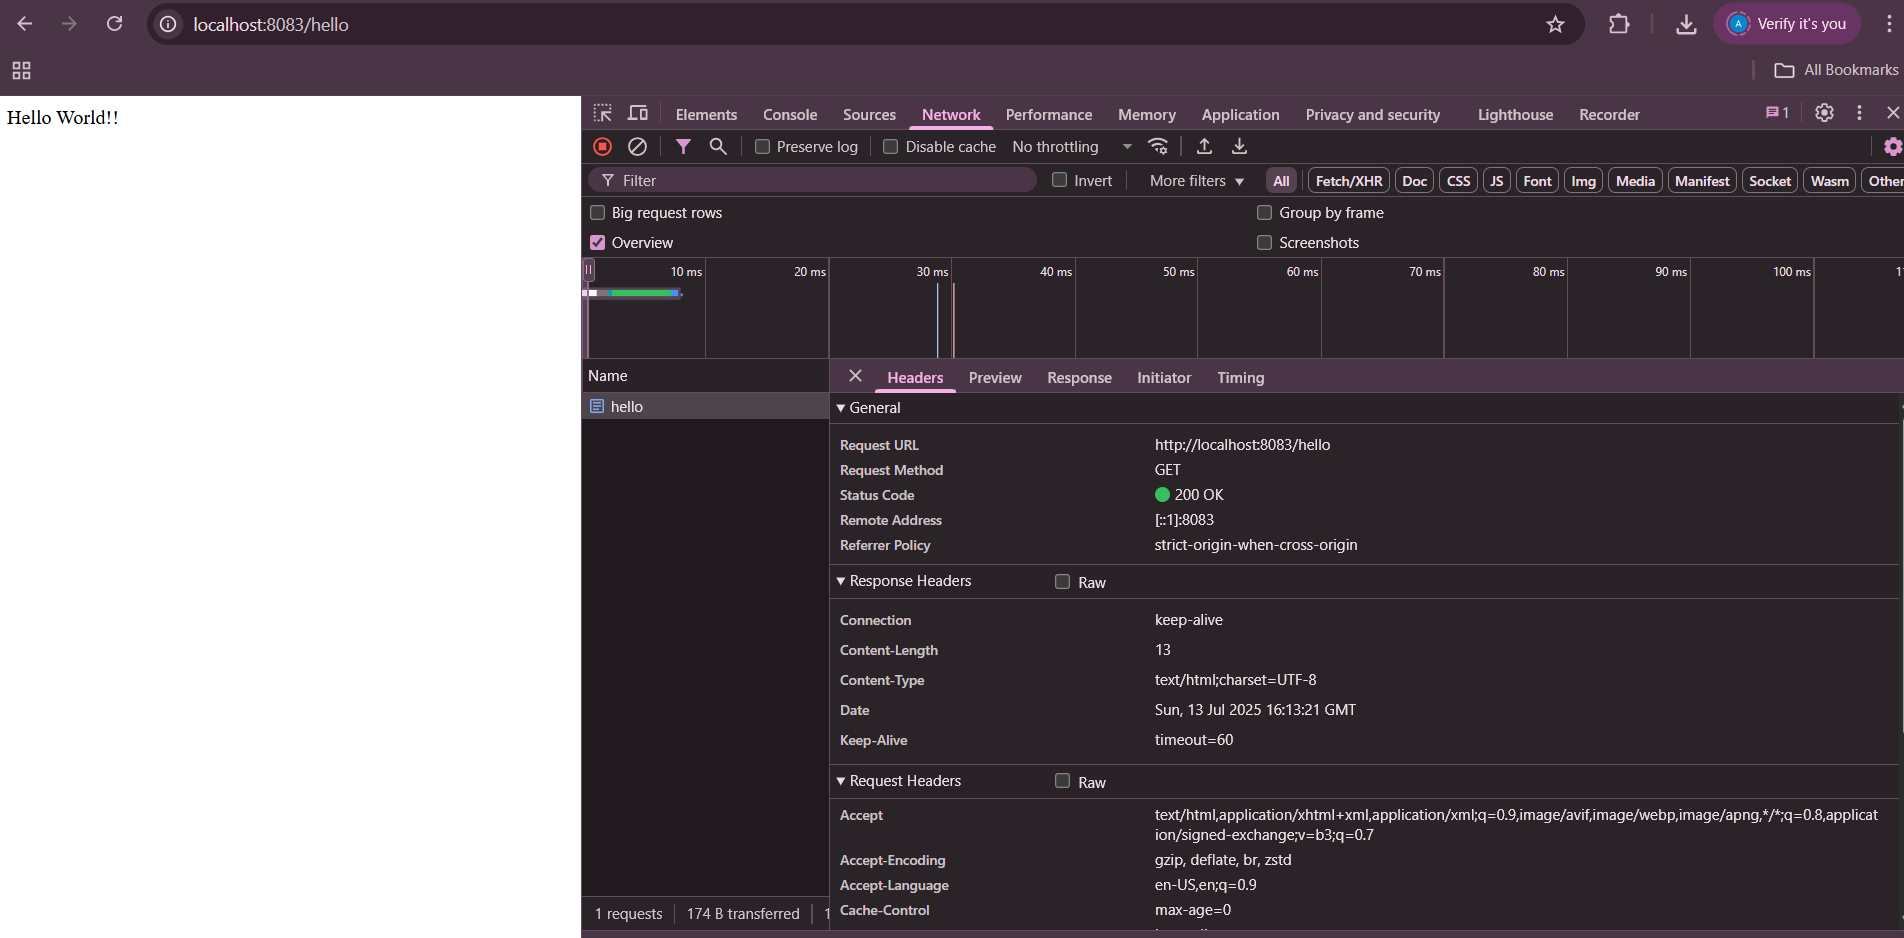 localhost:8083/hello
A Verify it's you
All Bookmarks
Hello World!!
Elements Console Sources Network Performance Memory Application Privacy and security Lighthouse Recorder 1
Preserve log Disable cache No throttling
Filter Invert More filters All Fetch/XHR Doc CSS JS Font Img Media Manifest Socket Wasm Other
Big request rows Group by frame
Overview Screenshots
10 ms 20 ms 30 ms 40 ms 50 ms 60 ms 70 ms 80 ms 90 ms 100 ms
Name
hello
1 requests 174 B transferred
Headers Preview Response Initiator Timing
General
Request URL http://localhost:8083/hello
Request Method GET
Status Code 200 OK
Remote Address [::1]:8083
Referrer Policy strict-origin-when-cross-origin
Response Headers Raw
Connection keep-alive
Content-Length 13
Content-Type text/html;charset=UTF-8
Date Sun, 13 Jul 2025 16:13:21 GMT
Keep-Alive timeout=60
Request Headers Raw
Accept text/html,application/xhtml+xml,application/xml;q=0.9,image/avif,image/webp,image/apng,*/*;q=0.8,applicat
ion/signed-exchange;v=b3;q=0.7
Accept-Encoding gzip, deflate, br, zstd
Accept-Language en-US,en;q=0.9
Cache-Control max-age=0